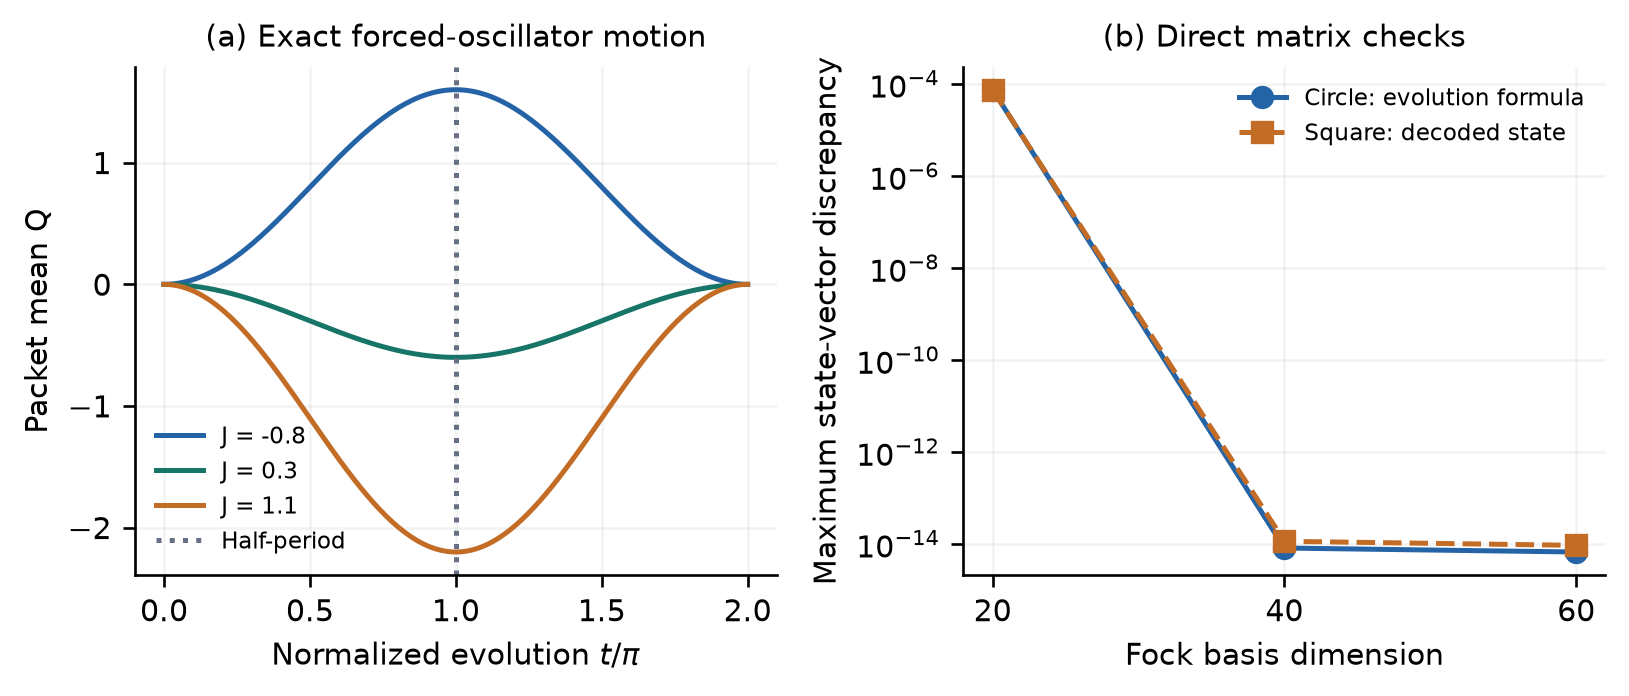 (a) Exact forced-oscillator motion
Packet mean Q
1
0
−1
−2
J = -0.8
J = 0.3
J = 1.1
Half-period
0.0 0.5 1.0 1.5 2.0
Normalized evolution t/π
(b) Direct matrix checks
Maximum state-vector discrepancy
10⁻⁴
10⁻⁶
10⁻⁸
10⁻¹⁰
10⁻¹²
10⁻¹⁴
Circle: evolution formula
Square: decoded state
20 40 60
Fock basis dimension